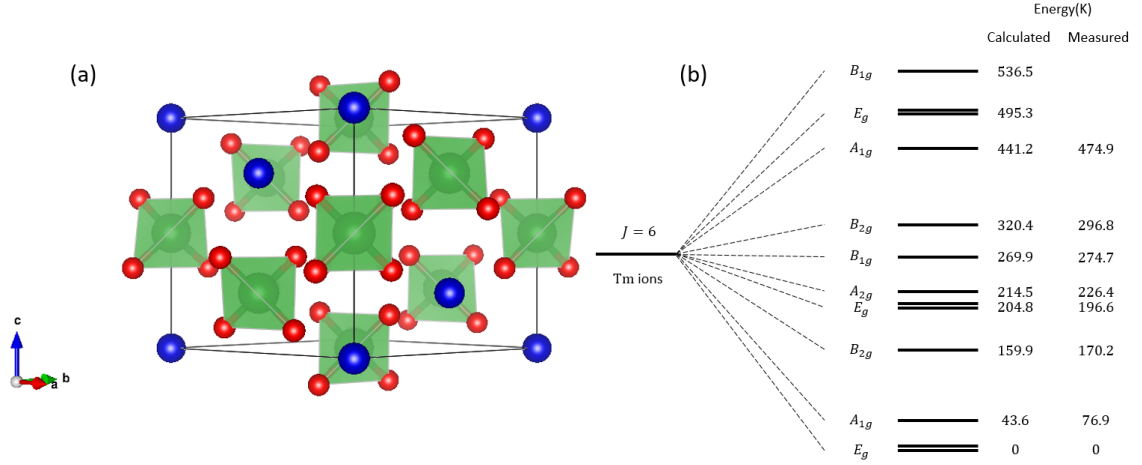 Energy(K)
Calculated Measured
(a)
(b)
B₁g 536.5
Eg 495.3
A₁g 441.2 474.9
B₂g 320.4 296.8
J = 6
B₁g 269.9 274.7
Tm ions
A₂g 214.5 226.4
Eg 204.8 196.6
B₂g 159.9 170.2
c
b
a
A₁g 43.6 76.9
Eg 0 0